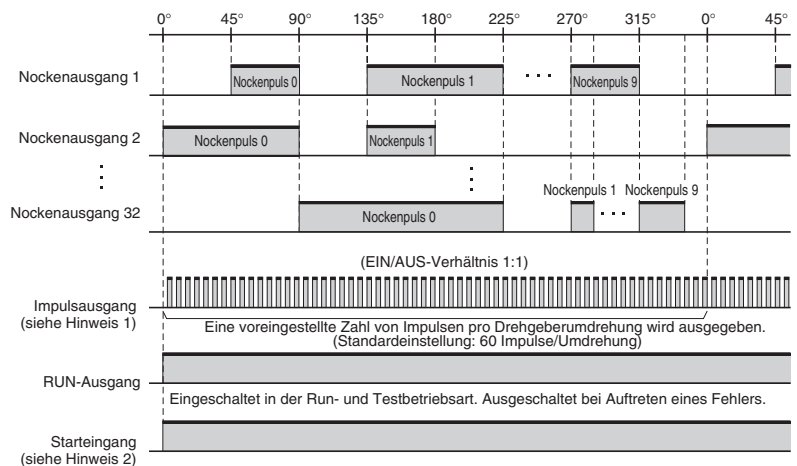 0° 45° 90° 135° 180° 225° 270° 315° 0° 45°
Nockenausgang 1
Nockenpuls 0
Nockenpuls 1
. . .
Nockenpuls 9
Nockenausgang 2
Nockenpuls 0
Nockenpuls 1
Nockenpuls 1 Nockenpuls 9
Nockenausgang 32
Nockenpuls 0
. . .
(EIN/AUS-Verhältnis 1:1)
Impulsausgang
(siehe Hinweis 1)
Eine voreingestellte Zahl von Impulsen pro Drehgeberumdrehung wird ausgegeben.
(Standardeinstellung: 60 Impulse/Umdrehung)
RUN-Ausgang
Eingeschaltet in der Run- und Testbetriebsart. Ausgeschaltet bei Auftreten eines Fehlers.
Starteingang
(siehe Hinweis 2)